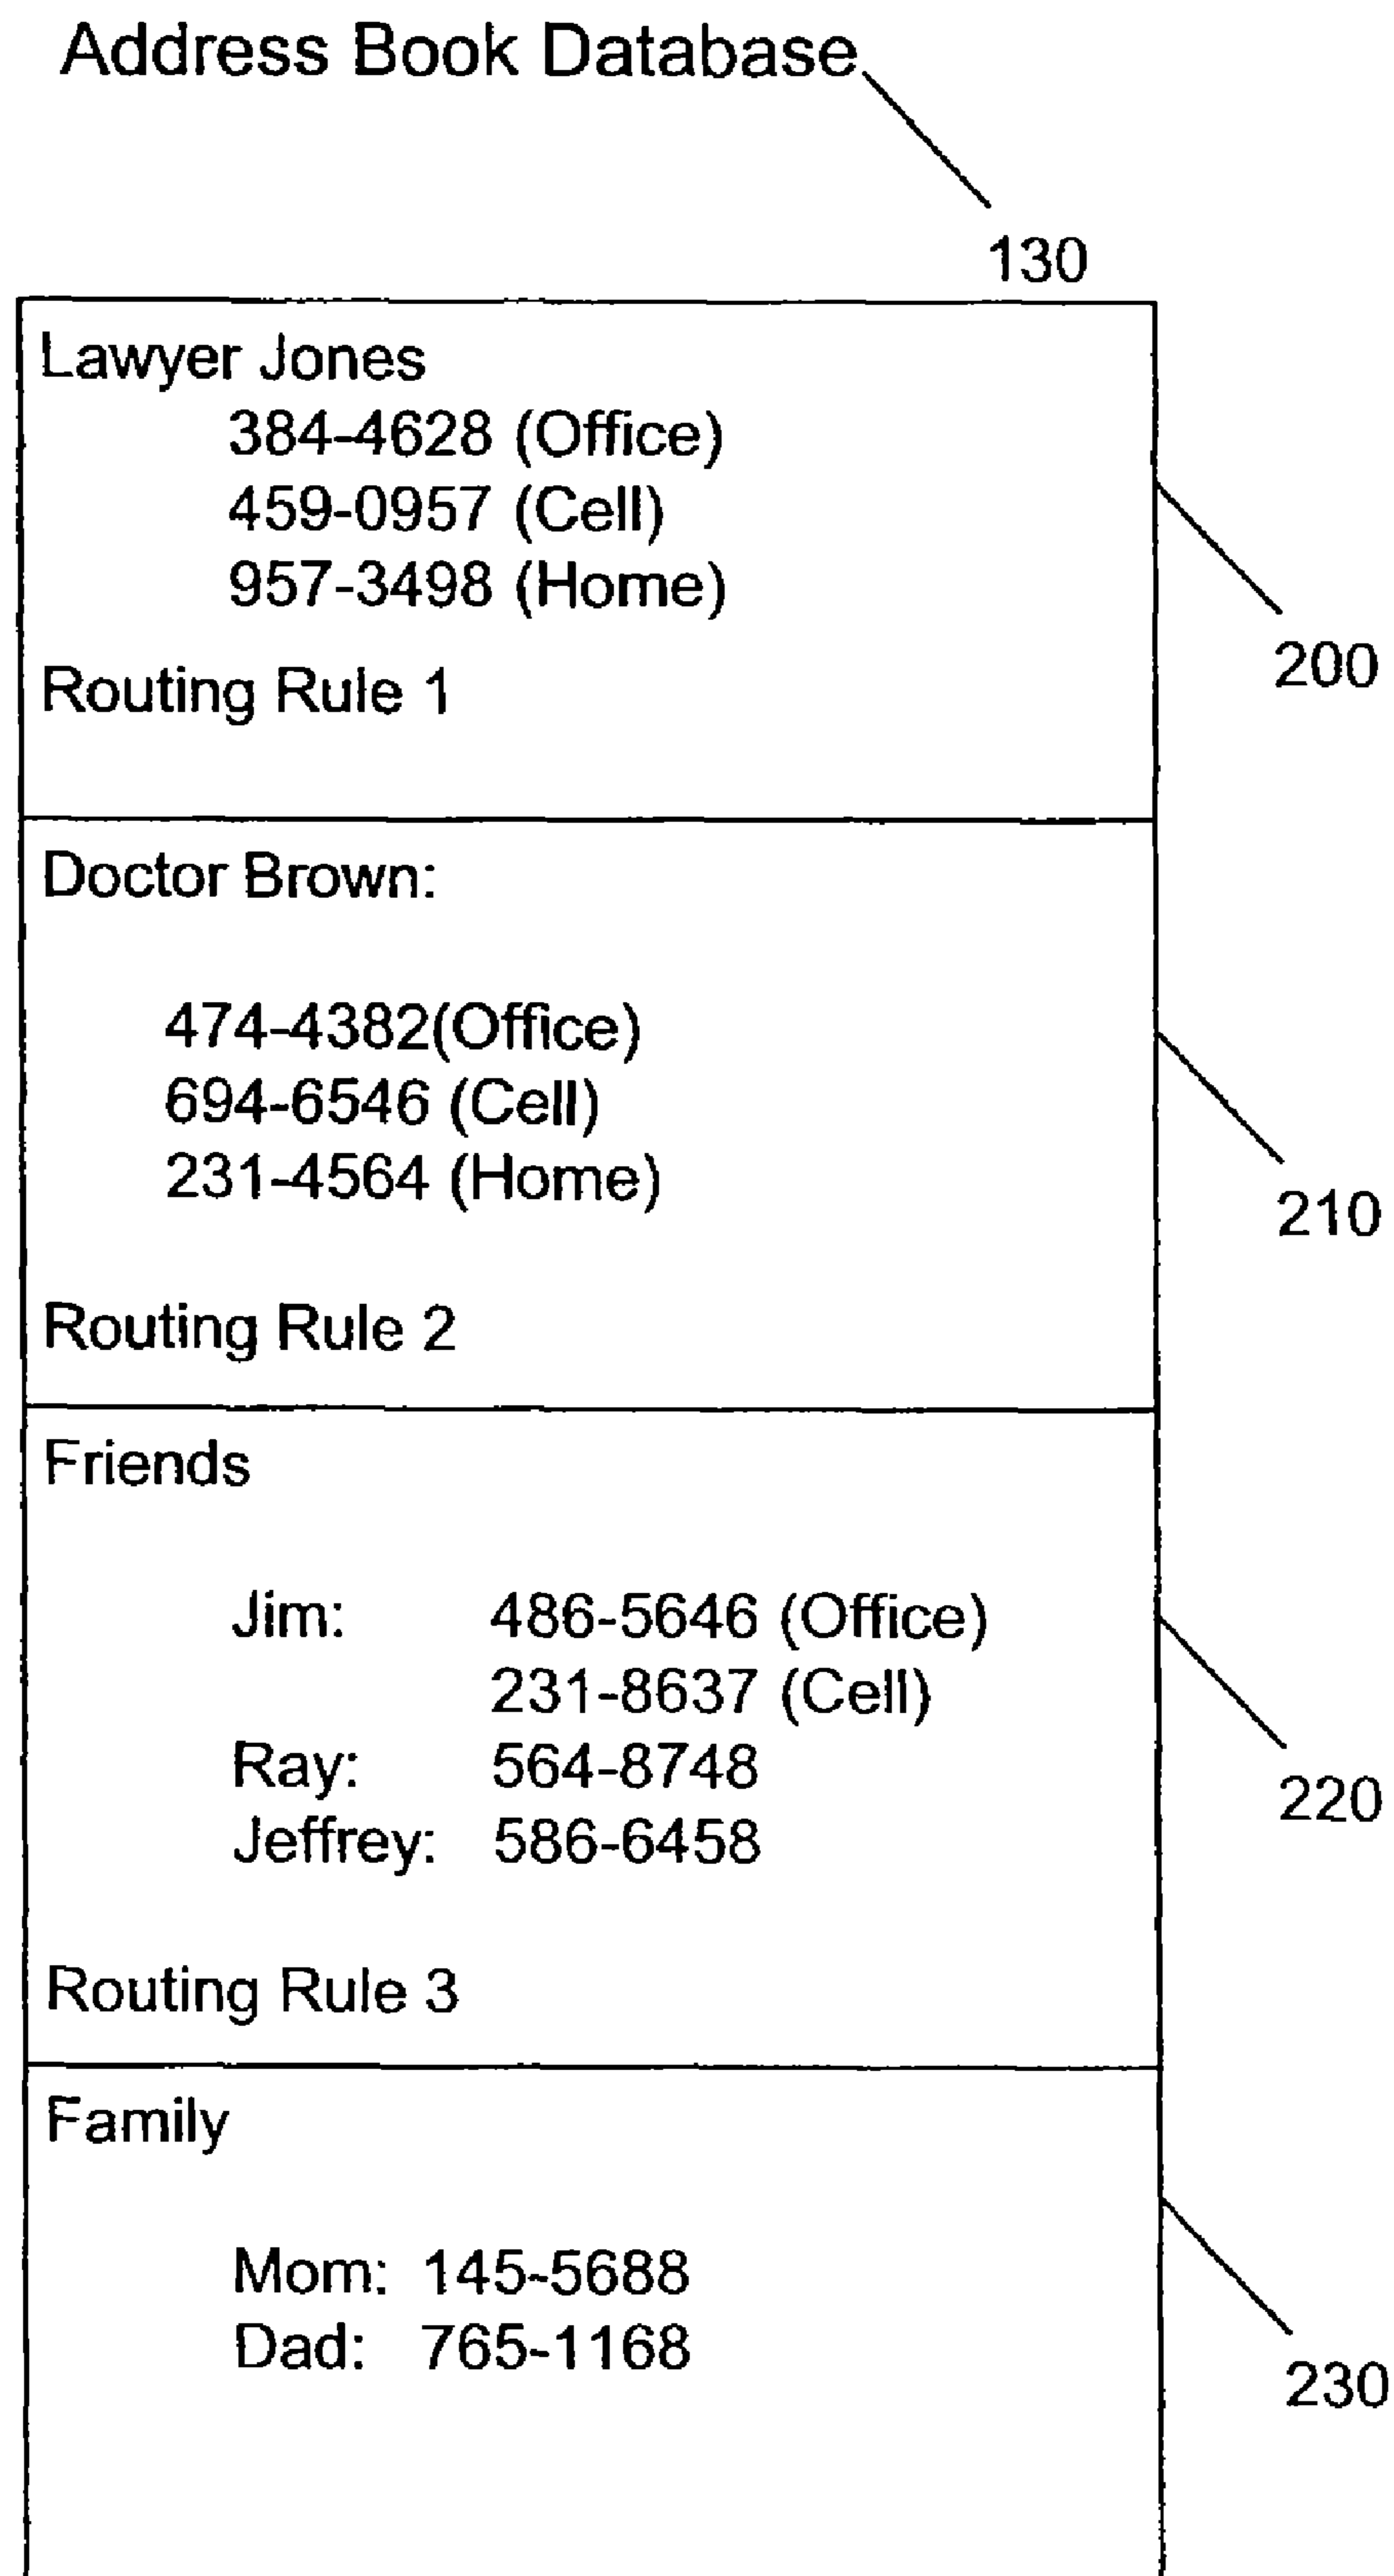 Address Book Database
130
Lawyer Jones
384-4628 (Office)
459-0957 (Cell)
957-3498 (Home)
200
Routing Rule 1
Doctor Brown:
474-4382(Office)
694-6546 (Cell)
231-4564 (Home)
210
Routing Rule 2
Friends
Jim: 486-5646 (Office)
231-8637 (Cell)
Ray: 564-8748
220
Jeffrey: 586-6458
Routing Rule 3
Family
Mom: 145-5688
Dad: 765-1168
230